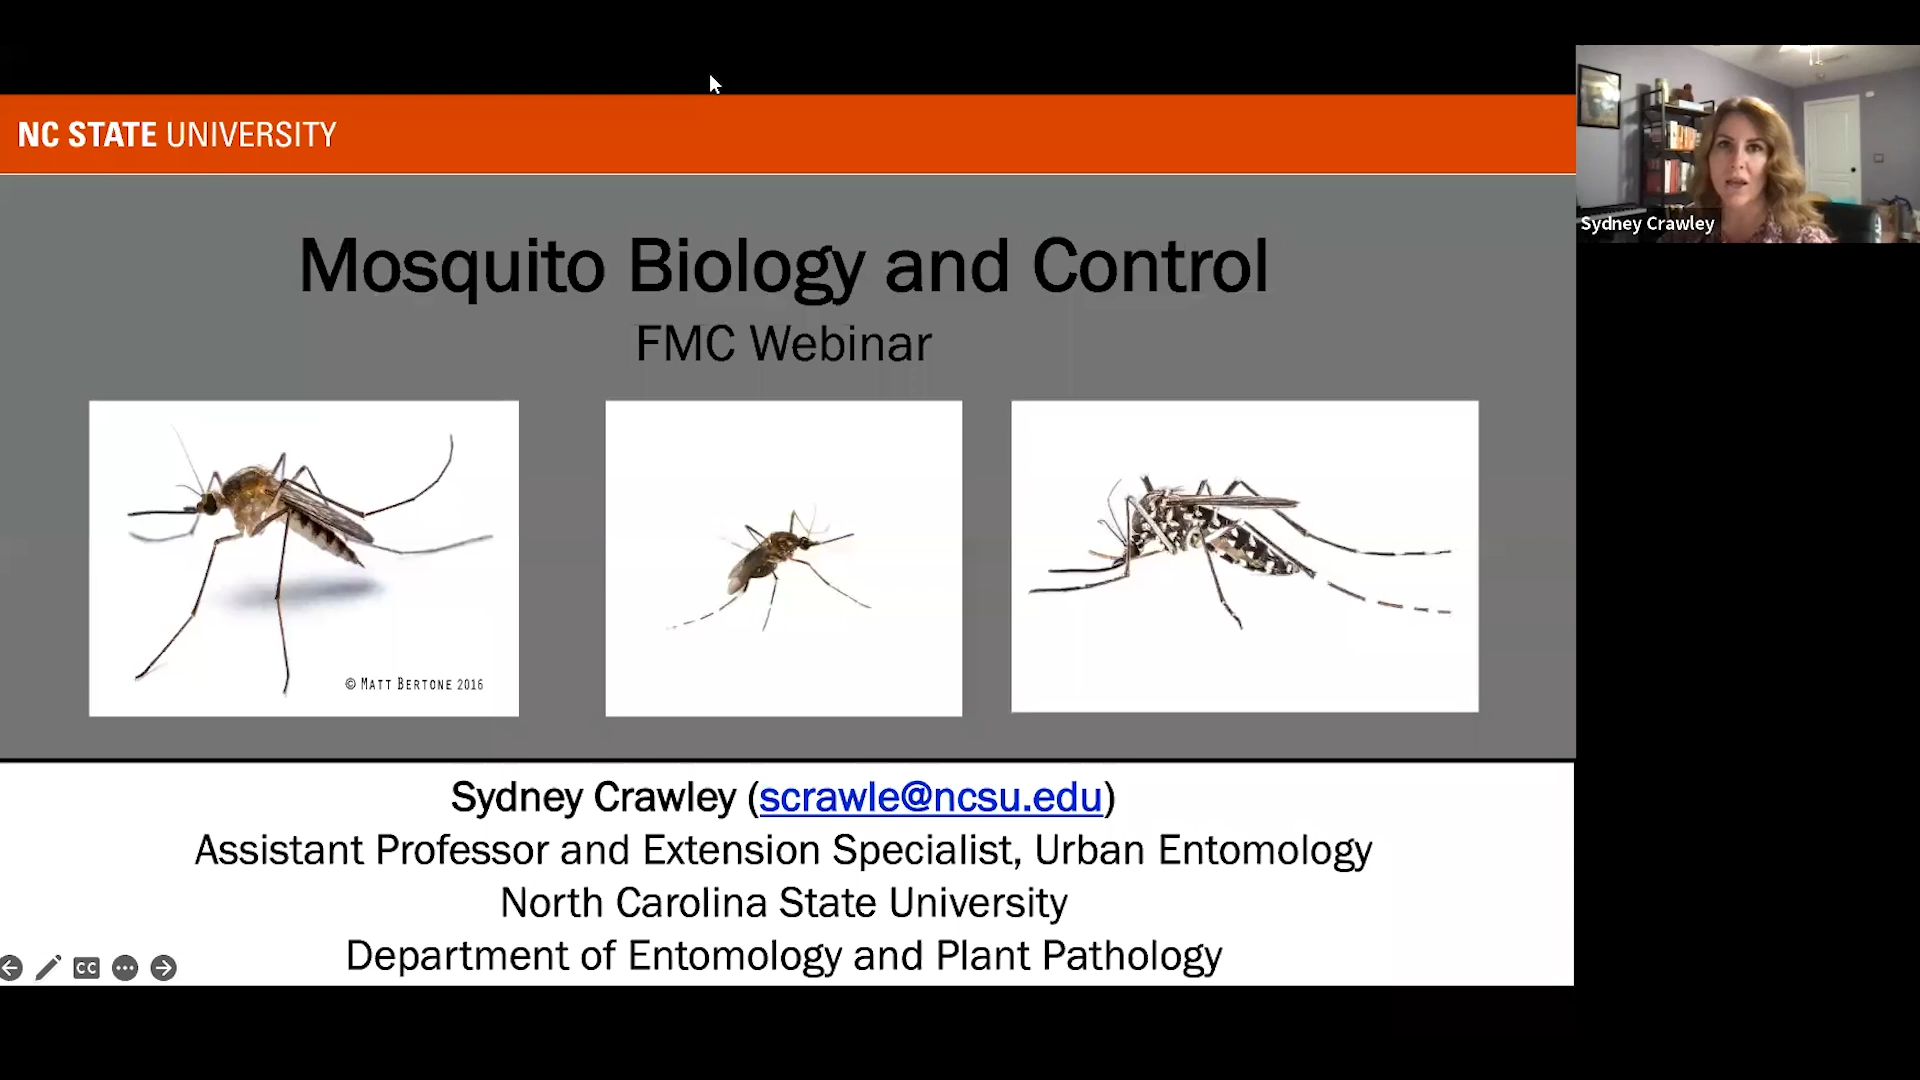 NC STATE UNIVERSITY
Sydney Crawley
Mosquito Biology and Control
FMC Webinar
© MATT BERTONE 2016
Sydney Crawley (scrawle@ncsu.edu)
Assistant Professor and Extension Specialist, Urban Entomology
North Carolina State University
Department of Entomology and Plant Pathology
CC